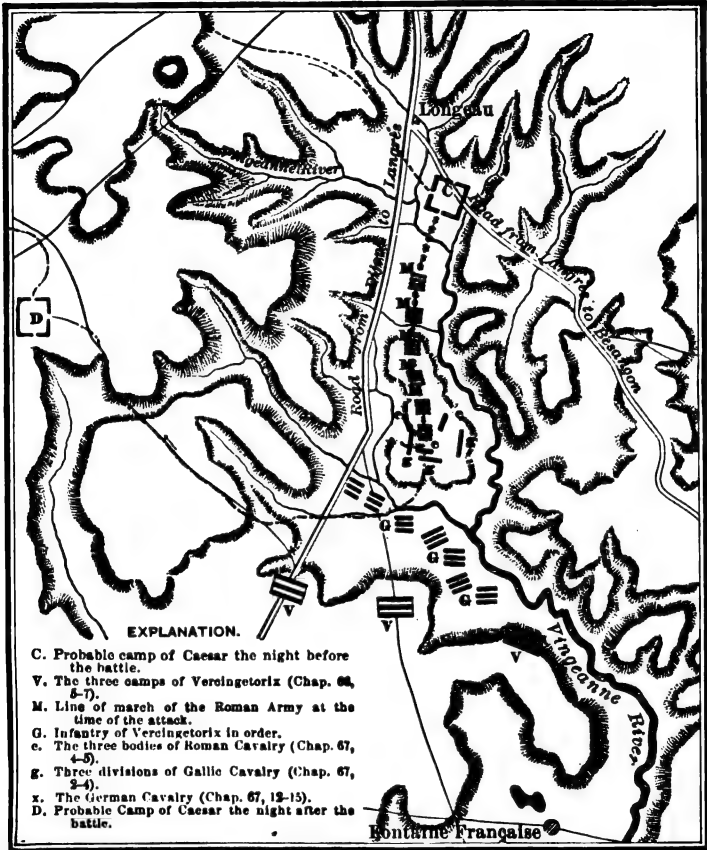 Longeau
River
C
Road from Langres to Besançon
Road from Dijon to Langres
D
M
M
M
M
G
G
G
G
V
V
V
Vingeanne
River
EXPLANATION.
C. Probable camp of Caesar the night before
the battle.
V. The three camps of Vercingetorix (Chap. 66,
5-7).
M. Line of march of the Roman Army at the
time of the attack.
G. Infantry of Vercingetorix in order.
e. The three bodies of Roman Cavalry (Chap. 67,
4-5).
g. Three divisions of Gallic Cavalry (Chap. 67,
2-4).
x. The German Cavalry (Chap. 67, 12-15).
D. Probable Camp of Caesar the night after the
battle.
Fontaine Française